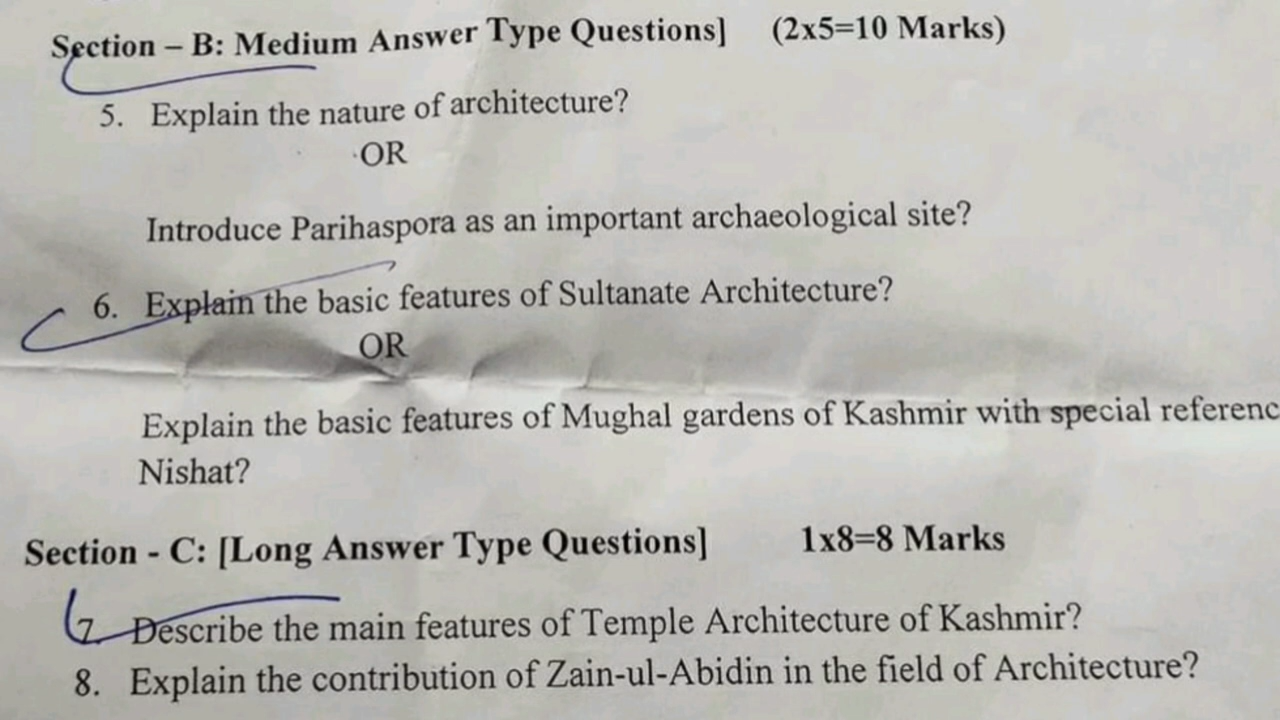 Section – B: Medium Answer Type Questions] (2x5=10 Marks)
5. Explain the nature of architecture?
OR
Introduce Parihaspora as an important archaeological site?
6. Explain the basic features of Sultanate Architecture?
OR
Explain the basic features of Mughal gardens of Kashmir with special referenc
Nishat?
Section - C: [Long Answer Type Questions] 1x8=8 Marks
7. Describe the main features of Temple Architecture of Kashmir?
8. Explain the contribution of Zain-ul-Abidin in the field of Architecture?